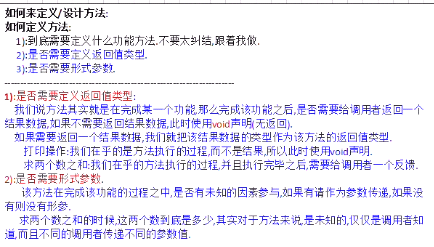 如何来定义/设计方法:
如何定义方法:
1):到底需要定义什么功能方法.不要太纠结,跟着我做.
2):是否需要定义返回值类型.
3):是否需要形式参数.
------------------------------------------------
1):是否需要定义返回值类型:
我们说方法其实就是在完成某一个功能,那么完成该功能之后,是否需要给调用者返回一个
结果数据,如果不需要返回结果数据,此时使用void声明(无返回).
如果需要返回一个结果数据,我们就把该结果数据的类型作为该方法的返回值类型.
打印操作:我们在乎的是方法执行的过程,而不是结果,所以此时使用void声明.
求两个数之和:我们在乎的方法执行的过程,并且执行完毕之后,需要给调用者一个反馈.
2):是否需要形式参数.
该方法在完成该功能的过程之中,是否有未知的因素参与,如果有请作为参数传递,如果没
有则没有形参.
求两个数之和的时候,这两个数到底是多少,其实对于方法来说,是未知的,仅仅是调用者知
道,而且不同的调用者传递不同的参数值.